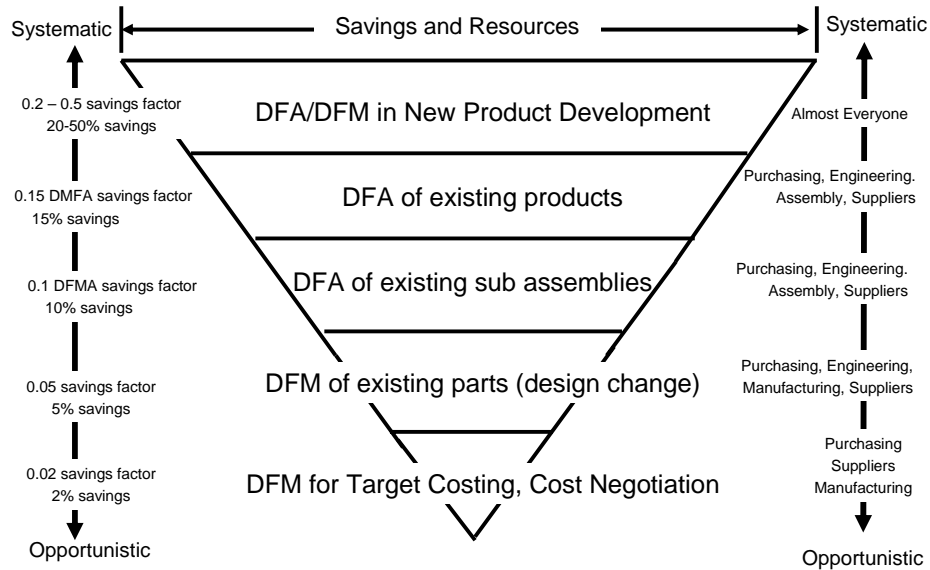 Systematic
Savings and Resources
Systematic
0.2 – 0.5 savings factor
20-50% savings
DFA/DFM in New Product Development
Almost Everyone
0.15 DMFA savings factor
15% savings
DFA of existing products
Purchasing, Engineering.
Assembly, Suppliers
0.1 DFMA savings factor
10% savings
DFA of existing sub assemblies
Purchasing, Engineering.
Assembly, Suppliers
0.05 savings factor
5% savings
DFM of existing parts (design change)
Purchasing, Engineering,
Manufacturing, Suppliers
0.02 savings factor
2% savings
DFM for Target Costing, Cost Negotiation
Purchasing
Suppliers
Manufacturing
Opportunistic
Opportunistic